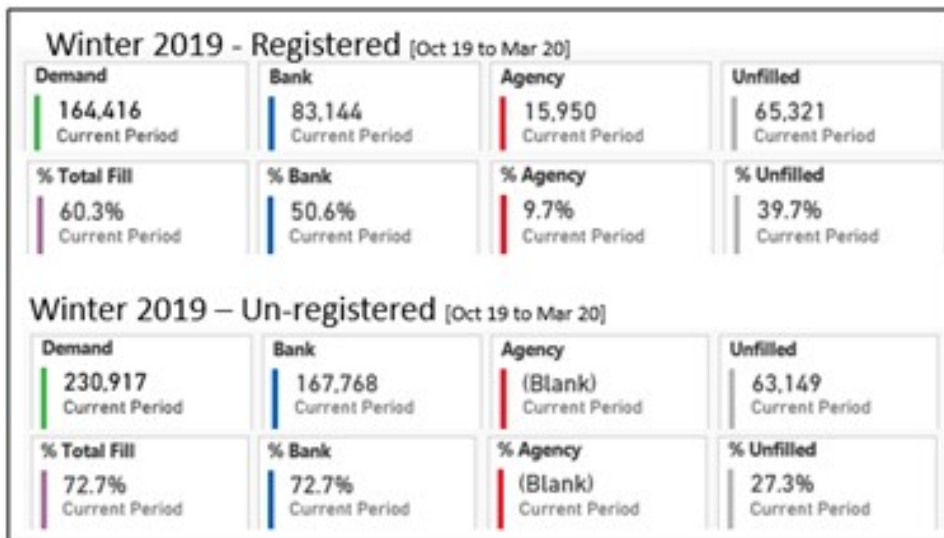 Winter 2019 - Registered [Oct 19 to Mar 20]
Demand Bank Agency Unfilled
164,416 83,144 15,950 65,321
Current Period Current Period Current Period Current Period
% Total Fill % Bank % Agency % Unfilled
60.3% 50.6% 9.7% 39.7%
Current Period Current Period Current Period Current Period
Winter 2019 – Un-registered [Oct 19 to Mar 20]
Demand Bank Agency Unfilled
230,917 167,768 (Blank) 63,149
Current Period Current Period Current Period Current Period
% Total Fill % Bank % Agency % Unfilled
72.7% 72.7% (Blank) 27.3%
Current Period Current Period Current Period Current Period